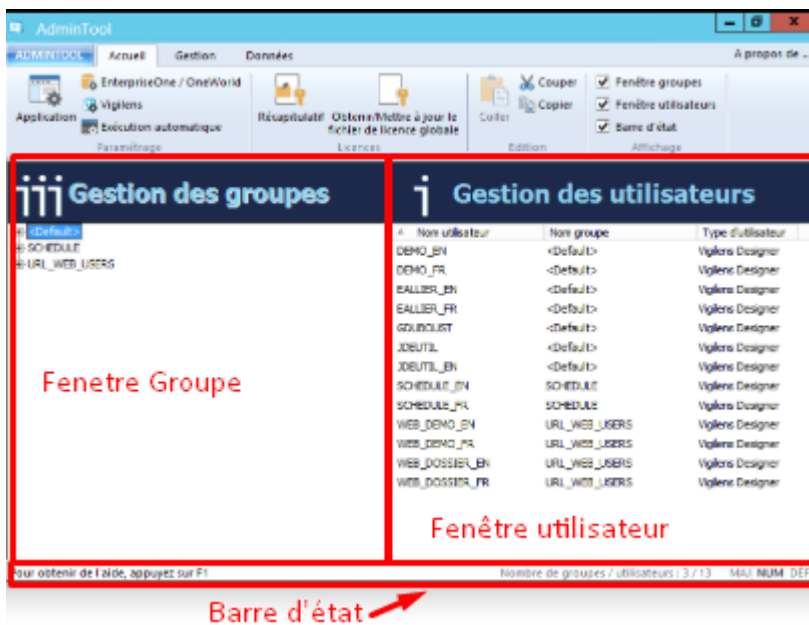 AdminTool
ADMINTOOL Accueil Gestion Données A propos de ...
Application
EnterpriseOne / OneWorld
Vigilens
Exécution automatique
Paramétrage
Récapitulatif
Obtenir/Mettre à jour le
fichier de licence globale
Licences
Coller
Couper
Copier
Edition
Fenêtre groupes
Fenêtre utilisateurs
Barre d'état
Affichage
Gestion des groupes
<Default>
SCHEDULE
URL_WEB_USERS
Fenetre Groupe
Gestion des utilisateurs
Nom utilisateur Nom groupe Type d'utilisateur
DEMO_EN <Default> Vigilens Designer
DEMO_FR <Default> Vigilens Designer
EALLIER_EN <Default> Vigilens Designer
EALLIER_FR <Default> Vigilens Designer
GDUBOUST <Default> Vigilens Designer
JDEUTIL <Default> Vigilens Designer
JDEUTIL_EN <Default> Vigilens Designer
SCHEDULE_EN SCHEDULE Vigilens Designer
SCHEDULE_FR SCHEDULE Vigilens Designer
WEB_DEMO_EN URL_WEB_USERS Vigilens Designer
WEB_DEMO_FR URL_WEB_USERS Vigilens Designer
WEB_DOSSIER_EN URL_WEB_USERS Vigilens Designer
WEB_DOSSIER_FR URL_WEB_USERS Vigilens Designer
Fenêtre utilisateur
Pour obtenir de l'aide, appuyez sur F1 Nombre de groupes / utilisateurs : 3 / 13 MAJ NUM DÉF
Barre d'état